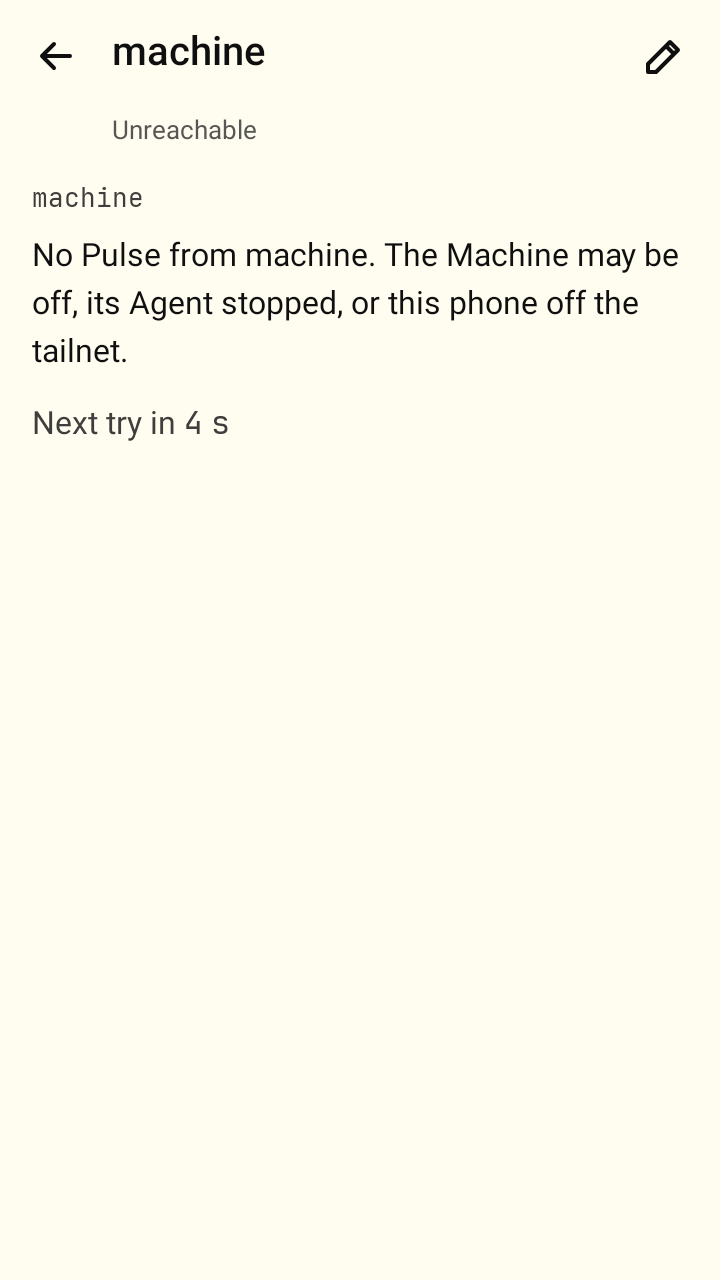 machine
Unreachable
machine
No Pulse from machine. The Machine may be
off, its Agent stopped, or this phone off the
tailnet.
Next try in 4 s